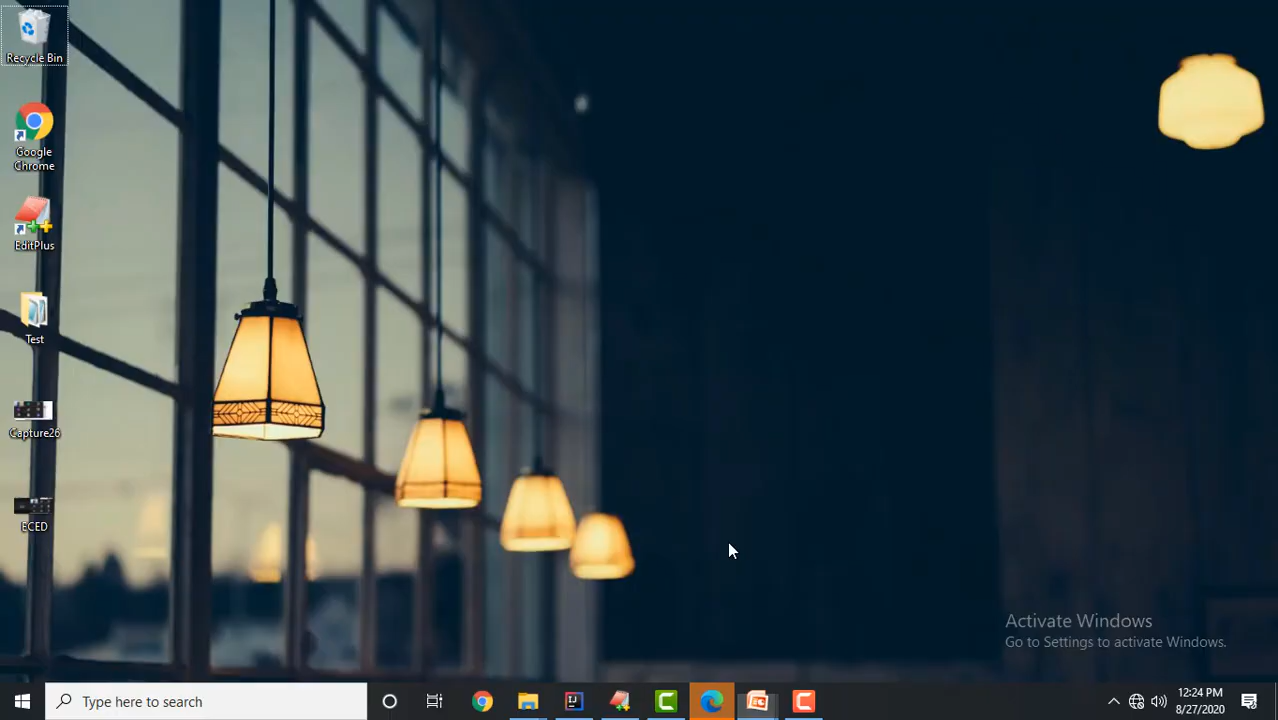 Recycle Bin
Google
Chrome
EditPlus
Test
Capture26
ECED
Activate Windows
Go to Settings to activate Windows.
Type here to search
12:24 PM
8/27/2020